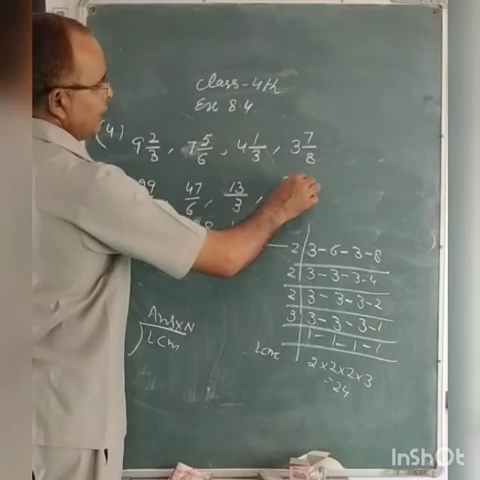 Class-4th
Ex 8.4
(4) 9 2/3, 7 5/6, 4 1/3, 3 7/8
29 47/6, 13/3,
2 | 3-6-3-8
2 | 3-3-3-4
2 | 3-3-3-2
3 | 3-3-3-1
1-1-1-1
LCM 2×2×2×3
=24
Ans×N
LCM
InShOt